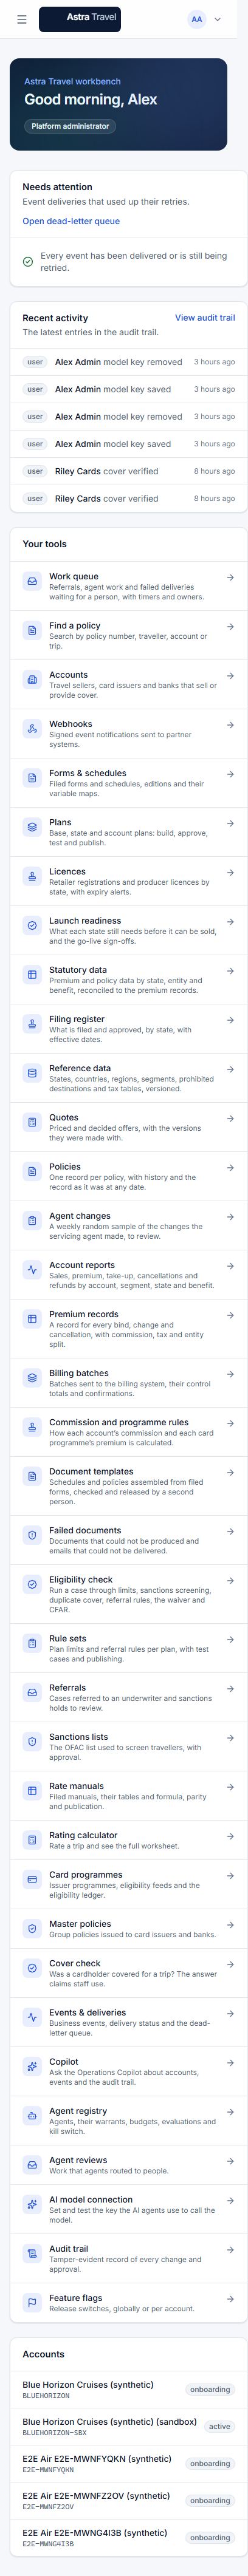 Astra Travel
AA
Astra Travel workbench
Good morning, Alex
Platform administrator
Needs attention
Event deliveries that used up their retries.
Open dead-letter queue
Every event has been delivered or is still being
retried.
Recent activity
View audit trail
The latest entries in the audit trail.
user Alex Admin model key removed 3 hours ago
user Alex Admin model key saved 3 hours ago
user Alex Admin model key removed 3 hours ago
user Alex Admin model key saved 3 hours ago
user Riley Cards cover verified 8 hours ago
user Riley Cards cover verified 8 hours ago
Your tools
Work queue
Referrals, agent work and failed deliveries
waiting for a person, with timers and owners.
Find a policy
Search by policy number, traveller, account or
trip.
Accounts
Travel sellers, card issuers and banks that sell or
provide cover.
Webhooks
Signed event notifications sent to partner
systems.
Forms & schedules
Filed forms and schedules, editions and their
variable maps.
Plans
Base, state and account plans: build, approve,
test and publish.
Licences
Retailer registrations and producer licences by
state, with expiry alerts.
Launch readiness
What each state still needs before it can be sold,
and the go-live sign-offs.
Statutory data
Premium and policy data by state, entity and
benefit, reconciled to the premium records.
Filing register
What is filed and approved, by state, with
effective dates.
Reference data
States, countries, regions, segments, prohibited
destinations and tax tables, versioned.
Quotes
Priced and decided offers, with the versions
they were made with.
Policies
One record per policy, with history and the
record as it was at any date.
Agent changes
A weekly random sample of the changes the
servicing agent made, to review.
Account reports
Sales, premium, take-up, cancellations and
refunds by account, segment, state and benefit.
Premium records
A record for every bind, change and
cancellation, with commission, tax and entity
split.
Billing batches
Batches sent to the billing system, their control
totals and confirmations.
Commission and programme rules
How each account's commission and each card
programme's premium is calculated.
Document templates
Schedules and policies assembled from filed
forms, checked and released by a second
person.
Failed documents
Documents that could not be produced and
emails that could not be delivered.
Eligibility check
Run a case through limits, sanctions screening,
duplicate cover, referral rules, the waiver and
CFAR.
Rule sets
Plan limits and referral rules per plan, with test
cases and publishing.
Referrals
Cases referred to an underwriter and sanctions
holds to review.
Sanctions lists
The OFAC list used to screen travellers, with
approval.
Rate manuals
Filed manuals, their tables and formula, parity
and publication.
Rating calculator
Rate a trip and see the full worksheet.
Card programmes
Issuer programmes, eligibility feeds and the
eligibility ledger.
Master policies
Group policies issued to card issuers and banks.
Cover check
Was a cardholder covered for a trip? The answer
claims staff use.
Events & deliveries
Business events, delivery status and the dead-
letter queue.
Copilot
Ask the Operations Copilot about accounts,
events and the audit trail.
Agent registry
Agents, their warrants, budgets, evaluations and
kill switch.
Agent reviews
Work that agents routed to people.
AI model connection
Set and test the key the AI agents use to call the
model.
Audit trail
Tamper-evident record of every change and
approval.
Feature flags
Release switches, globally or per account.
Accounts
Blue Horizon Cruises (synthetic)
BLUEHORIZON
onboarding
Blue Horizon Cruises (synthetic) (sandbox)
BLUEHORIZON-SBX
active
E2E Air E2E-MWNFYQKN (synthetic)
E2E-MWNFYQKN
onboarding
E2E Air E2E-MWNFZ2OV (synthetic)
E2E-MWNFZ2OV
onboarding
E2E Air E2E-MWNG4I3B (synthetic)
E2E-MWNG4I3B
onboarding